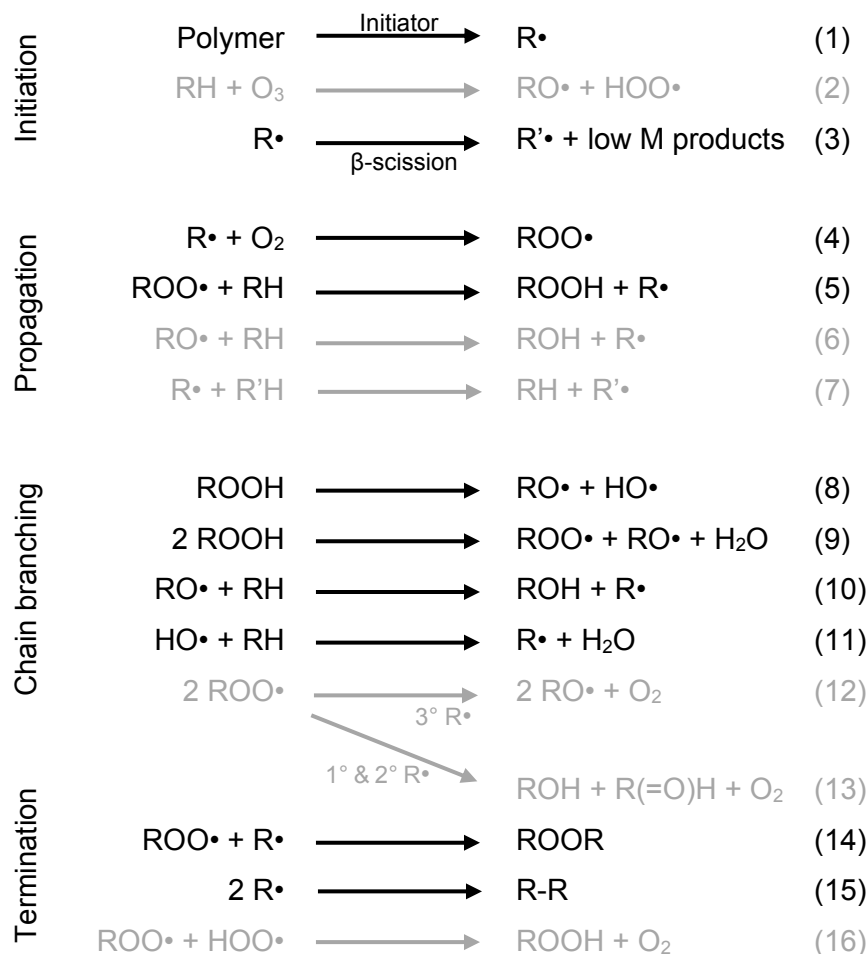 Initiation
Polymer Initiator R• (1)
RH + O₃ RO• + HOO• (2)
R• β-scission R’• + low M products (3)
Propagation
R• + O₂ ROO• (4)
ROO• + RH ROOH + R• (5)
RO• + RH ROH + R• (6)
R• + R’H RH + R’• (7)
Chain branching
ROOH RO• + HO• (8)
2 ROOH ROO• + RO• + H₂O (9)
RO• + RH ROH + R• (10)
HO• + RH R• + H₂O (11)
2 ROO• 3° R• 2 RO• + O₂ (12)
1° & 2° R• ROH + R(=O)H + O₂ (13)
Termination
ROO• + R• ROOR (14)
2 R• R-R (15)
ROO• + HOO• ROOH + O₂ (16)